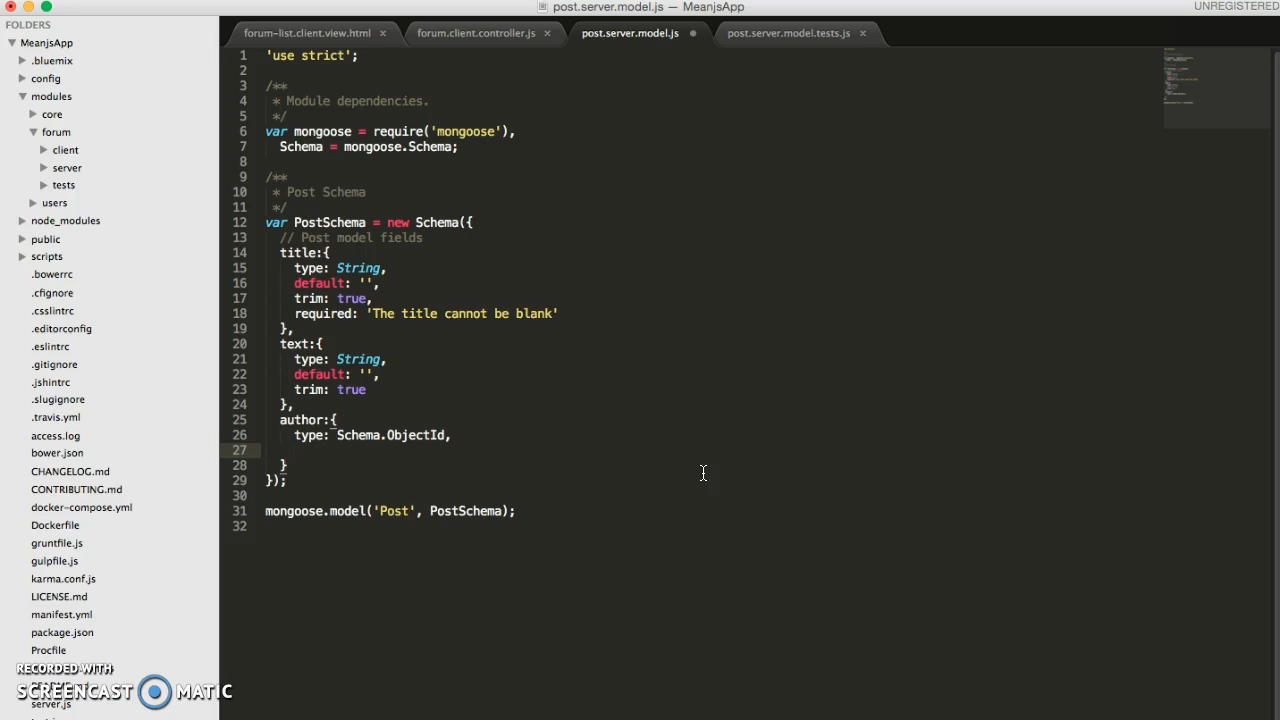 post.server.model.js — MeanjsApp
UNREGISTERED
FOLDERS
MeanjsApp
.bluemix
config
modules
core
forum
client
server
tests
users
node_modules
public
scripts
.bowerrc
.cfignore
.csslintrc
.editorconfig
.eslintrc
.gitignore
.jshintrc
.slugignore
.travis.yml
access.log
bower.json
CHANGELOG.md
CONTRIBUTING.md
docker-compose.yml
Dockerfile
gruntfile.js
gulpfile.js
karma.conf.js
LICENSE.md
manifest.yml
package.json
Procfile
server.js
RECORDED WITH
SCREENCAST MATIC
forum-list.client.view.html × forum.client.controller.js × post.server.model.js post.server.model.tests.js ×
1 'use strict';
2
3 /**
4 * Module dependencies.
5 */
6 var mongoose = require('mongoose'),
7 Schema = mongoose.Schema;
8
9 /**
10 * Post Schema
11 */
12 var PostSchema = new Schema({
13 // Post model fields
14 title:{
15 type: String,
16 default: '',
17 trim: true,
18 required: 'The title cannot be blank'
19 },
20 text:{
21 type: String,
22 default: '',
23 trim: true
24 },
25 author:{
26 type: Schema.ObjectId,
27
28 }
29 });
30
31 mongoose.model('Post', PostSchema);
32